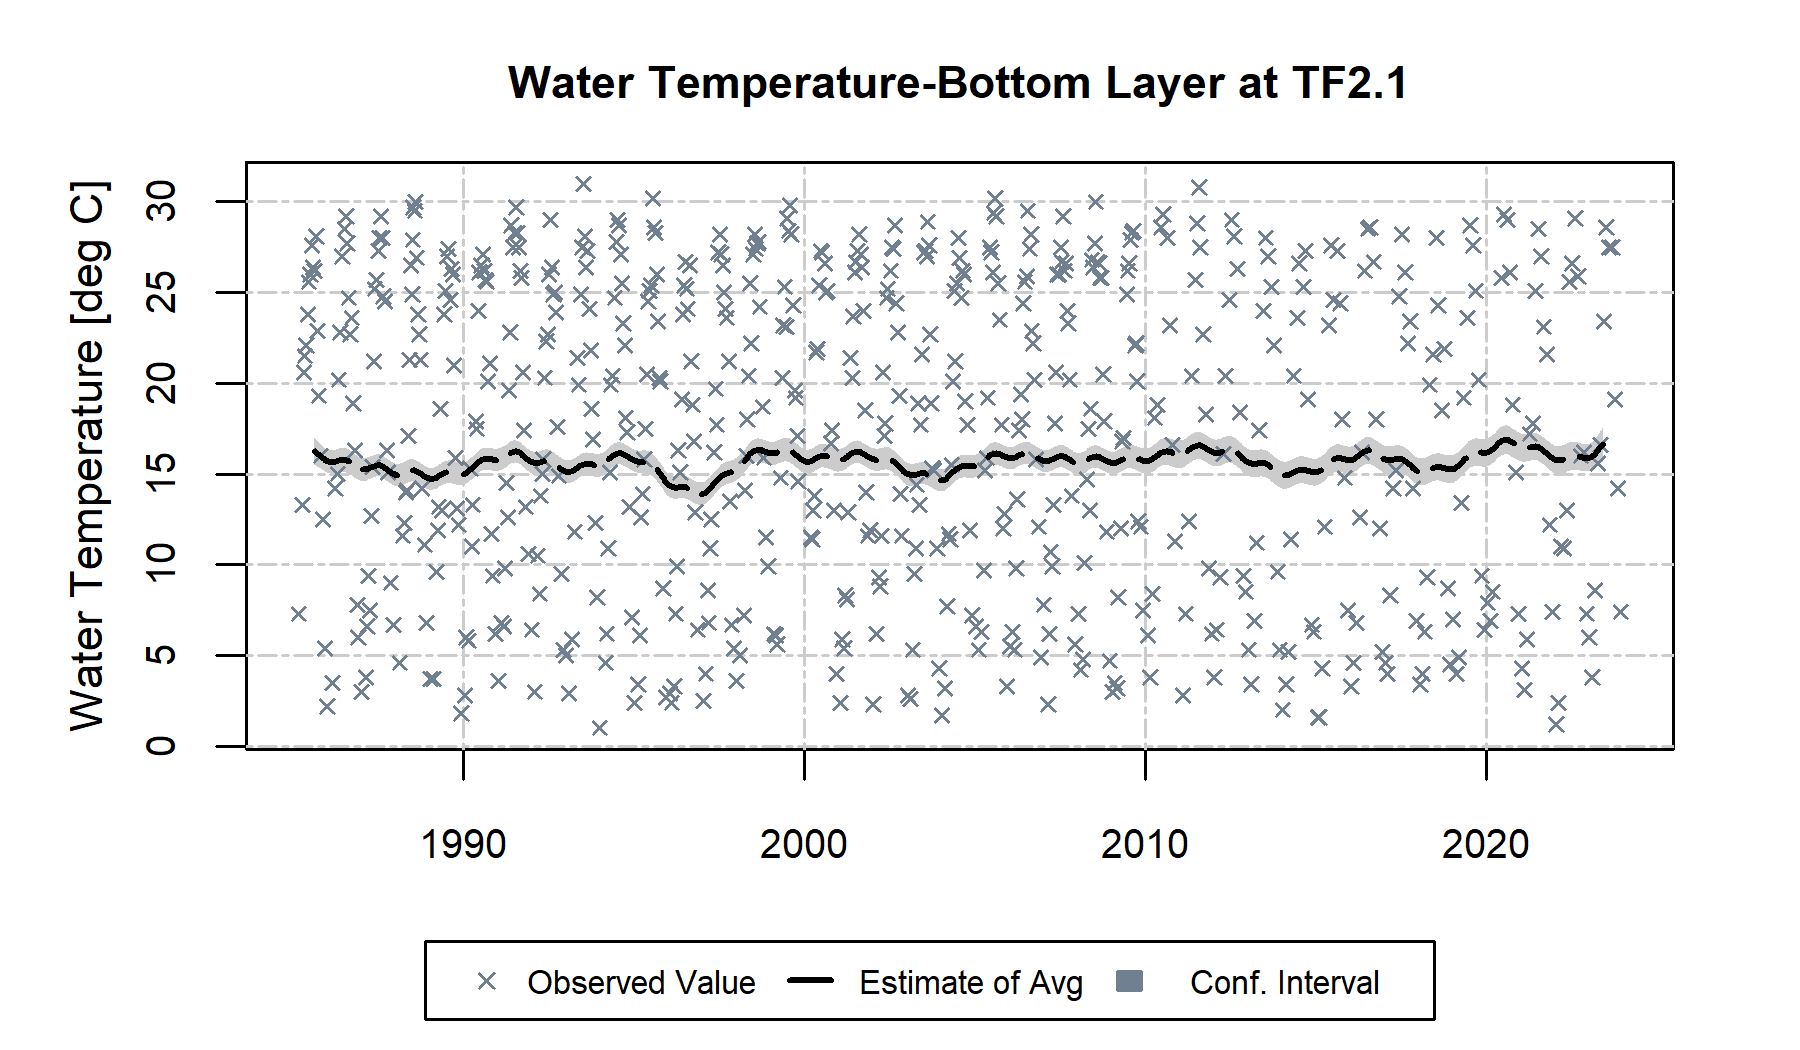 Water Temperature-Bottom Layer at TF2.1
Water Temperature [deg C]
30
25
20
15
10
5
0
1990 2000 2010 2020
Observed Value Estimate of Avg Conf. Interval